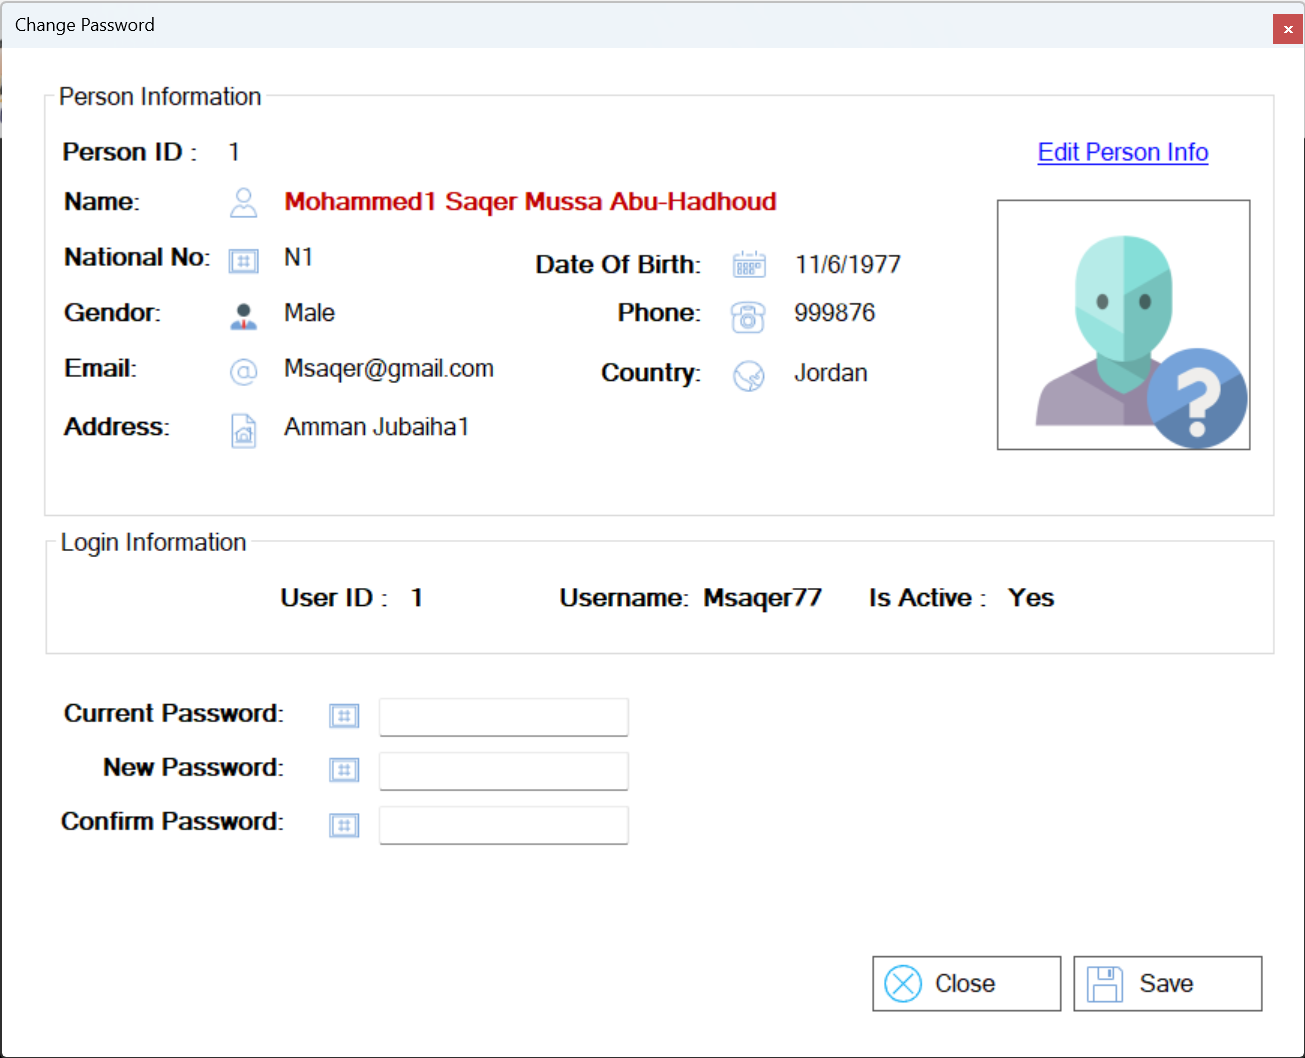 Change Password
Person Information
Person ID : 1
Edit Person Info
Name: Mohammed1 Saqer Mussa Abu-Hadhoud
National No: N1
Date Of Birth: 11/6/1977
Gendor: Male
Phone: 999876
Email: Msaqer@gmail.com
Country: Jordan
Address: Amman Jubaiha1
Login Information
User ID : 1 Username: Msaqer77 Is Active : Yes
Current Password:
New Password:
Confirm Password:
Close Save